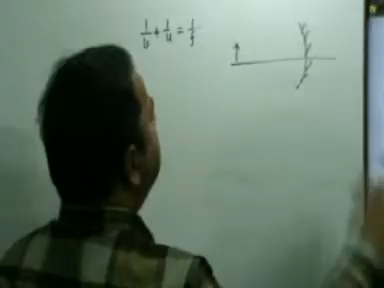 1/v + 1/u = 1/f